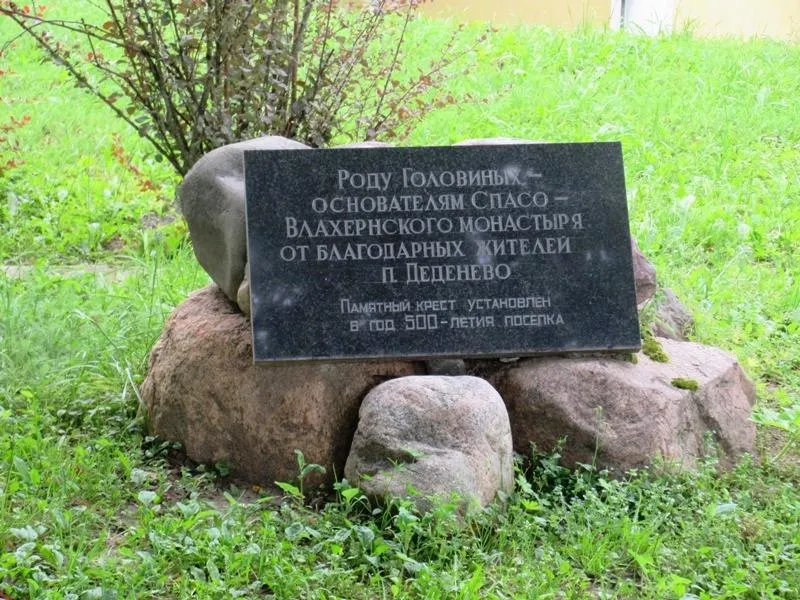 Роду Головиных –
основателям Спасо –
Влахернского монастыря
от благодарных жителей
п. Деденево
Памятный крест установлен
в год 500-летия поселка